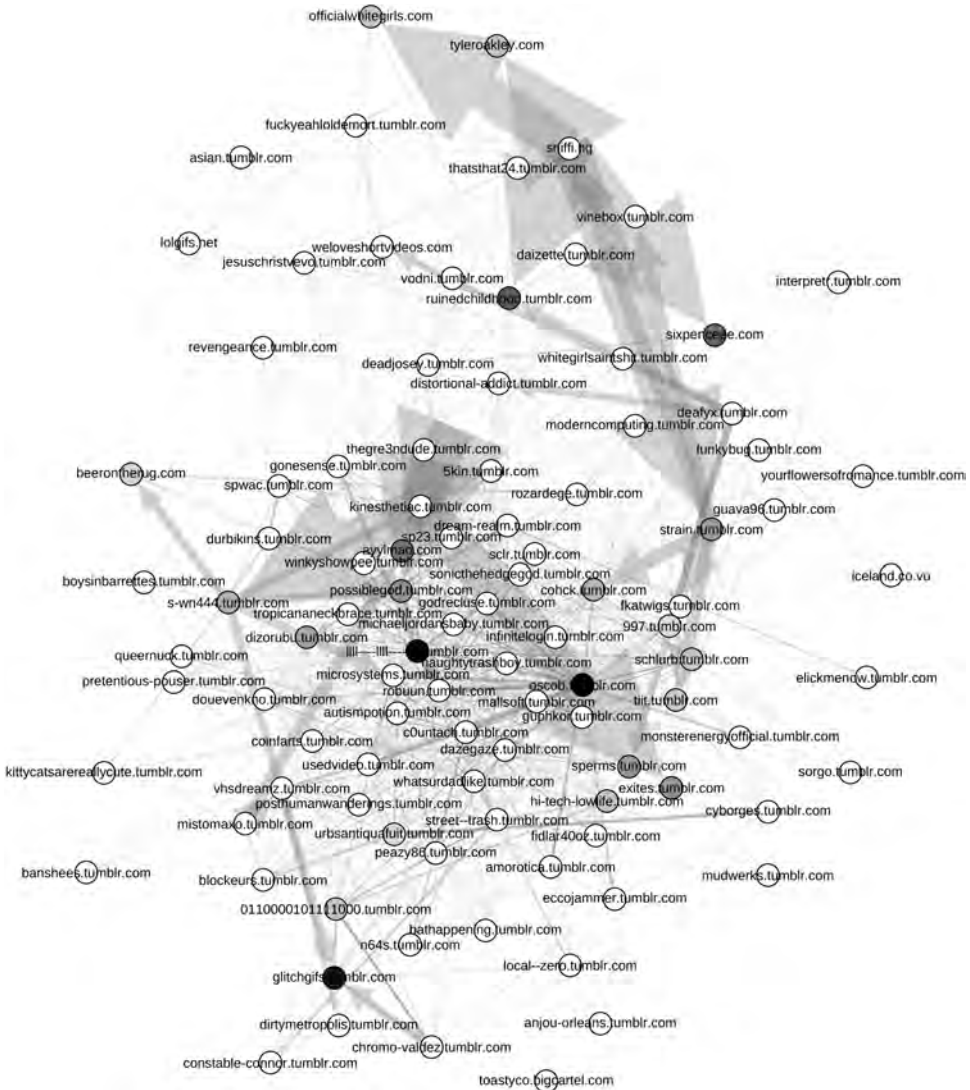 officialwhitegirls.com
tyleroakley.com
fuckyeahloldemort.tumblr.com
sniffi.ng
asian.tumblr.com
thatsthat24.tumblr.com
vinebox.tumblr.com
lolgifs.net
weloveshortvideos.com
jesuschristvevo.tumblr.com
daizette.tumblr.com
vodni.tumblr.com
interpretr.tumblr.com
ruinedchildhood.tumblr.com
sixpenceee.com
revengeance.tumblr.com
whitegirlsaintshit.tumblr.com
deadjosey.tumblr.com
distortional-addict.tumblr.com
deafyx.tumblr.com
moderncomputing.tumblr.com
thegre3ndude.tumblr.com
funkybug.tumblr.com
beerontherug.com
gonesense.tumblr.com
5kin.tumblr.com
yourflowersofromance.tumblr.com
spwac.tumblr.com
rozardege.tumblr.com
kinesthetiac.tumblr.com
guava96.tumblr.com
dream-realm.tumblr.com
strain.tumblr.com
durbikins.tumblr.com
sp23.tumblr.com
ayylmao.com
sclr.tumblr.com
winkyshowpee.tumblr.com
sonicthehedgegod.tumblr.com
iceland.co.vu
boysinbarrettes.tumblr.com
possiblegod.tumblr.com
cohck.tumblr.com
s-wn444.tumblr.com
godrecluse.tumblr.com
fkatwigs.tumblr.com
tropicananeckbrace.tumblr.com
michaeljordansbaby.tumblr.com
997.tumblr.com
dizorubu.tumblr.com
infinitelogin.tumblr.com
queernuck.tumblr.com
naughtytrashboy.tumblr.com
schlurb.tumblr.com
microsystems.tumblr.com
elickmenow.tumblr.com
pretentious-pouser.tumblr.com
oscob.tumblr.com
robuun.tumblr.com
douevenkno.tumblr.com
mallsoft.tumblr.com
tiit.tumblr.com
autismpotion.tumblr.com
guphkor.tumblr.com
c0untach.tumblr.com
monsterenergyofficial.tumblr.com
coinfarts.tumblr.com
dazegaze.tumblr.com
usedvideo.tumblr.com
sperms.tumblr.com
kittycatsarereallycute.tumblr.com
sorgo.tumblr.com
whatsurdadlike.tumblr.com
vhsdreamz.tumblr.com
exites.tumblr.com
posthumanwanderings.tumblr.com
hi-tech-lowlife.tumblr.com
cyborges.tumblr.com
mistomaxo.tumblr.com
street--trash.tumblr.com
urbsantiquafuit.tumblr.com
fidlar40oz.tumblr.com
peazy86.tumblr.com
amorotica.tumblr.com
banshees.tumblr.com
mudwerks.tumblr.com
blockeurs.tumblr.com
eccojammer.tumblr.com
0110000101111000.tumblr.com
bathappening.tumblr.com
n64s.tumblr.com
local--zero.tumblr.com
glitchgifs.tumblr.com
anjou-orleans.tumblr.com
dirtymetropolis.tumblr.com
chromo-valdez.tumblr.com
constable-connor.tumblr.com
toastyco.bigcartel.com